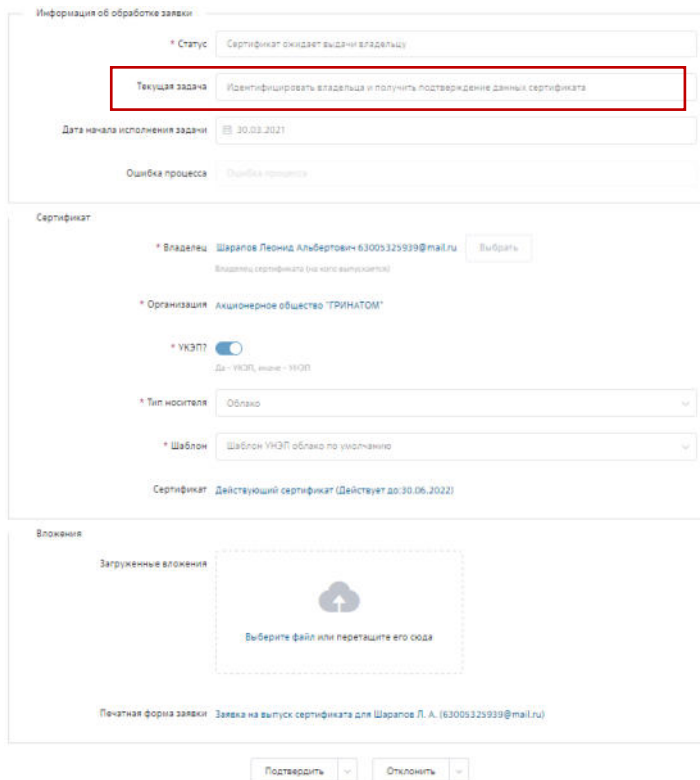 Информация об обработке заявки
* Статус Сертификат ожидает выдачи владельцу
Текущая задача Идентифицировать владельца и получить подтверждение данных сертификата
Дата начала исполнения задачи 30.03.2021
Ошибка процесса Ошибка процесса
Сертификат
* Владелец Шарапов Леонид Альбертович 63005325939@mail.ru Выбрать
Владелец сертификата (на кого выпускается)
* Организация Акционерное общество "ГРИНАТОМ"
* УКЭП?
Да - УКЭП, иначе - УНЭП
* Тип носителя Облако
* Шаблон Шаблон УНЭП облако по умолчанию
Сертификат Действующий сертификат (Действует до:30.06.2022)
Вложения
Загруженные вложения
Выберите файл или перетащите его сюда
Печатная форма заявки Заявка на выпуск сертификата для Шарапов Л. А. (63005325939@mail.ru)
Подтвердить Отклонить